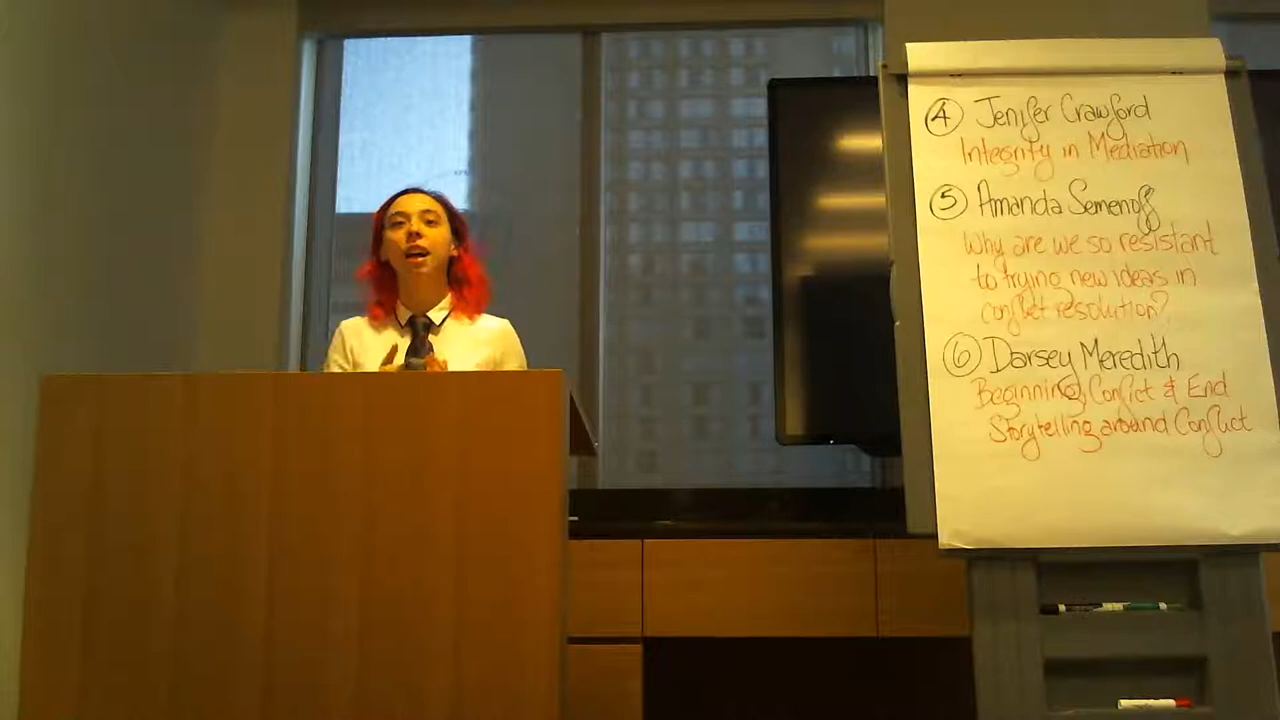 ④ Jenifer Crawford
Integrity in Mediation
⑤ Amanda Semenoff
Why are we so resistant
to trying new ideas in
conflict resolution?
⑥ Dorsey Meredith
Beginning, Conflict & End
Storytelling around Conflict